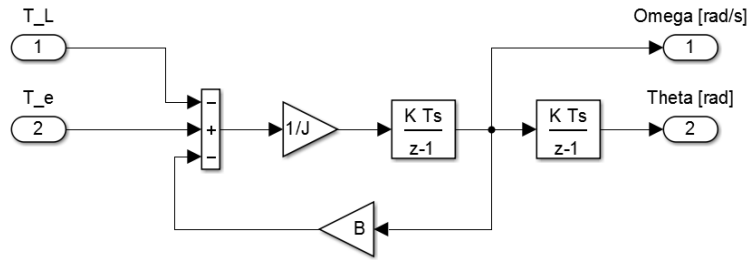 T_L
1
Omega [rad/s]
1
T_e
2
−
+
−
1/J
K Ts
z-1
K Ts
z-1
Theta [rad]
2
B